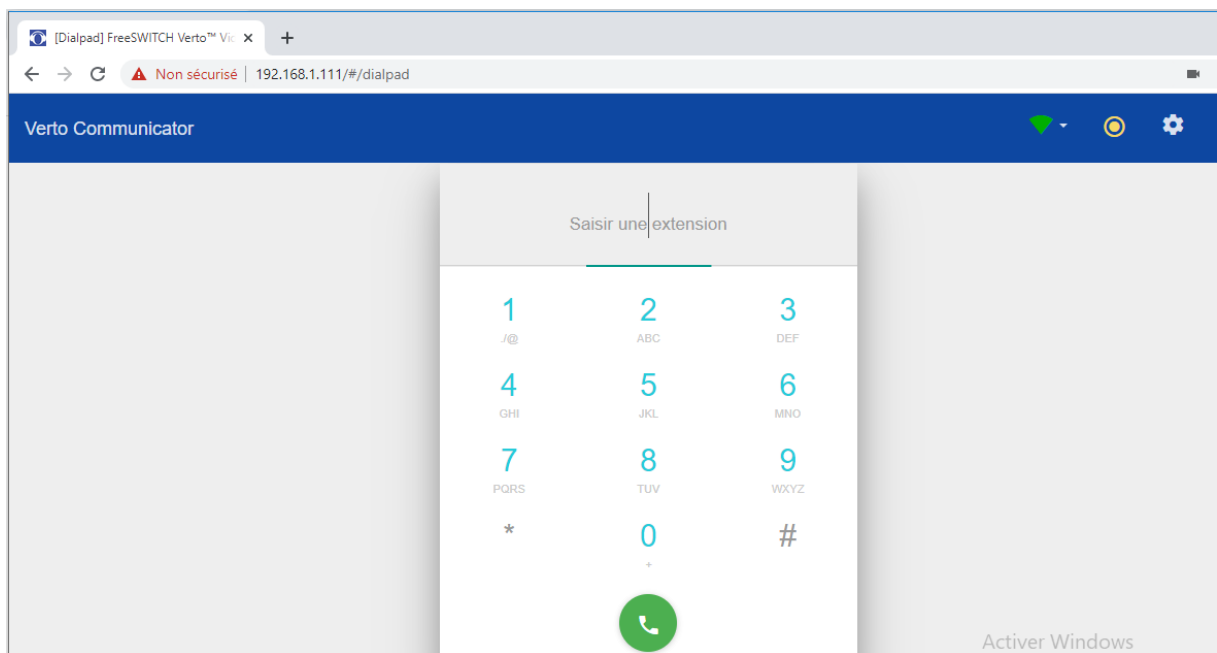 [Dialpad] FreeSWITCH Verto™ Vi
Non sécurisé | 192.168.1.111/#/dialpad
Verto Communicator
Saisir une extension
1 2 3
./@ ABC DEF
4 5 6
GHI JKL MNO
7 8 9
PQRS TUV WXYZ
* 0 #
+
Activer Windows